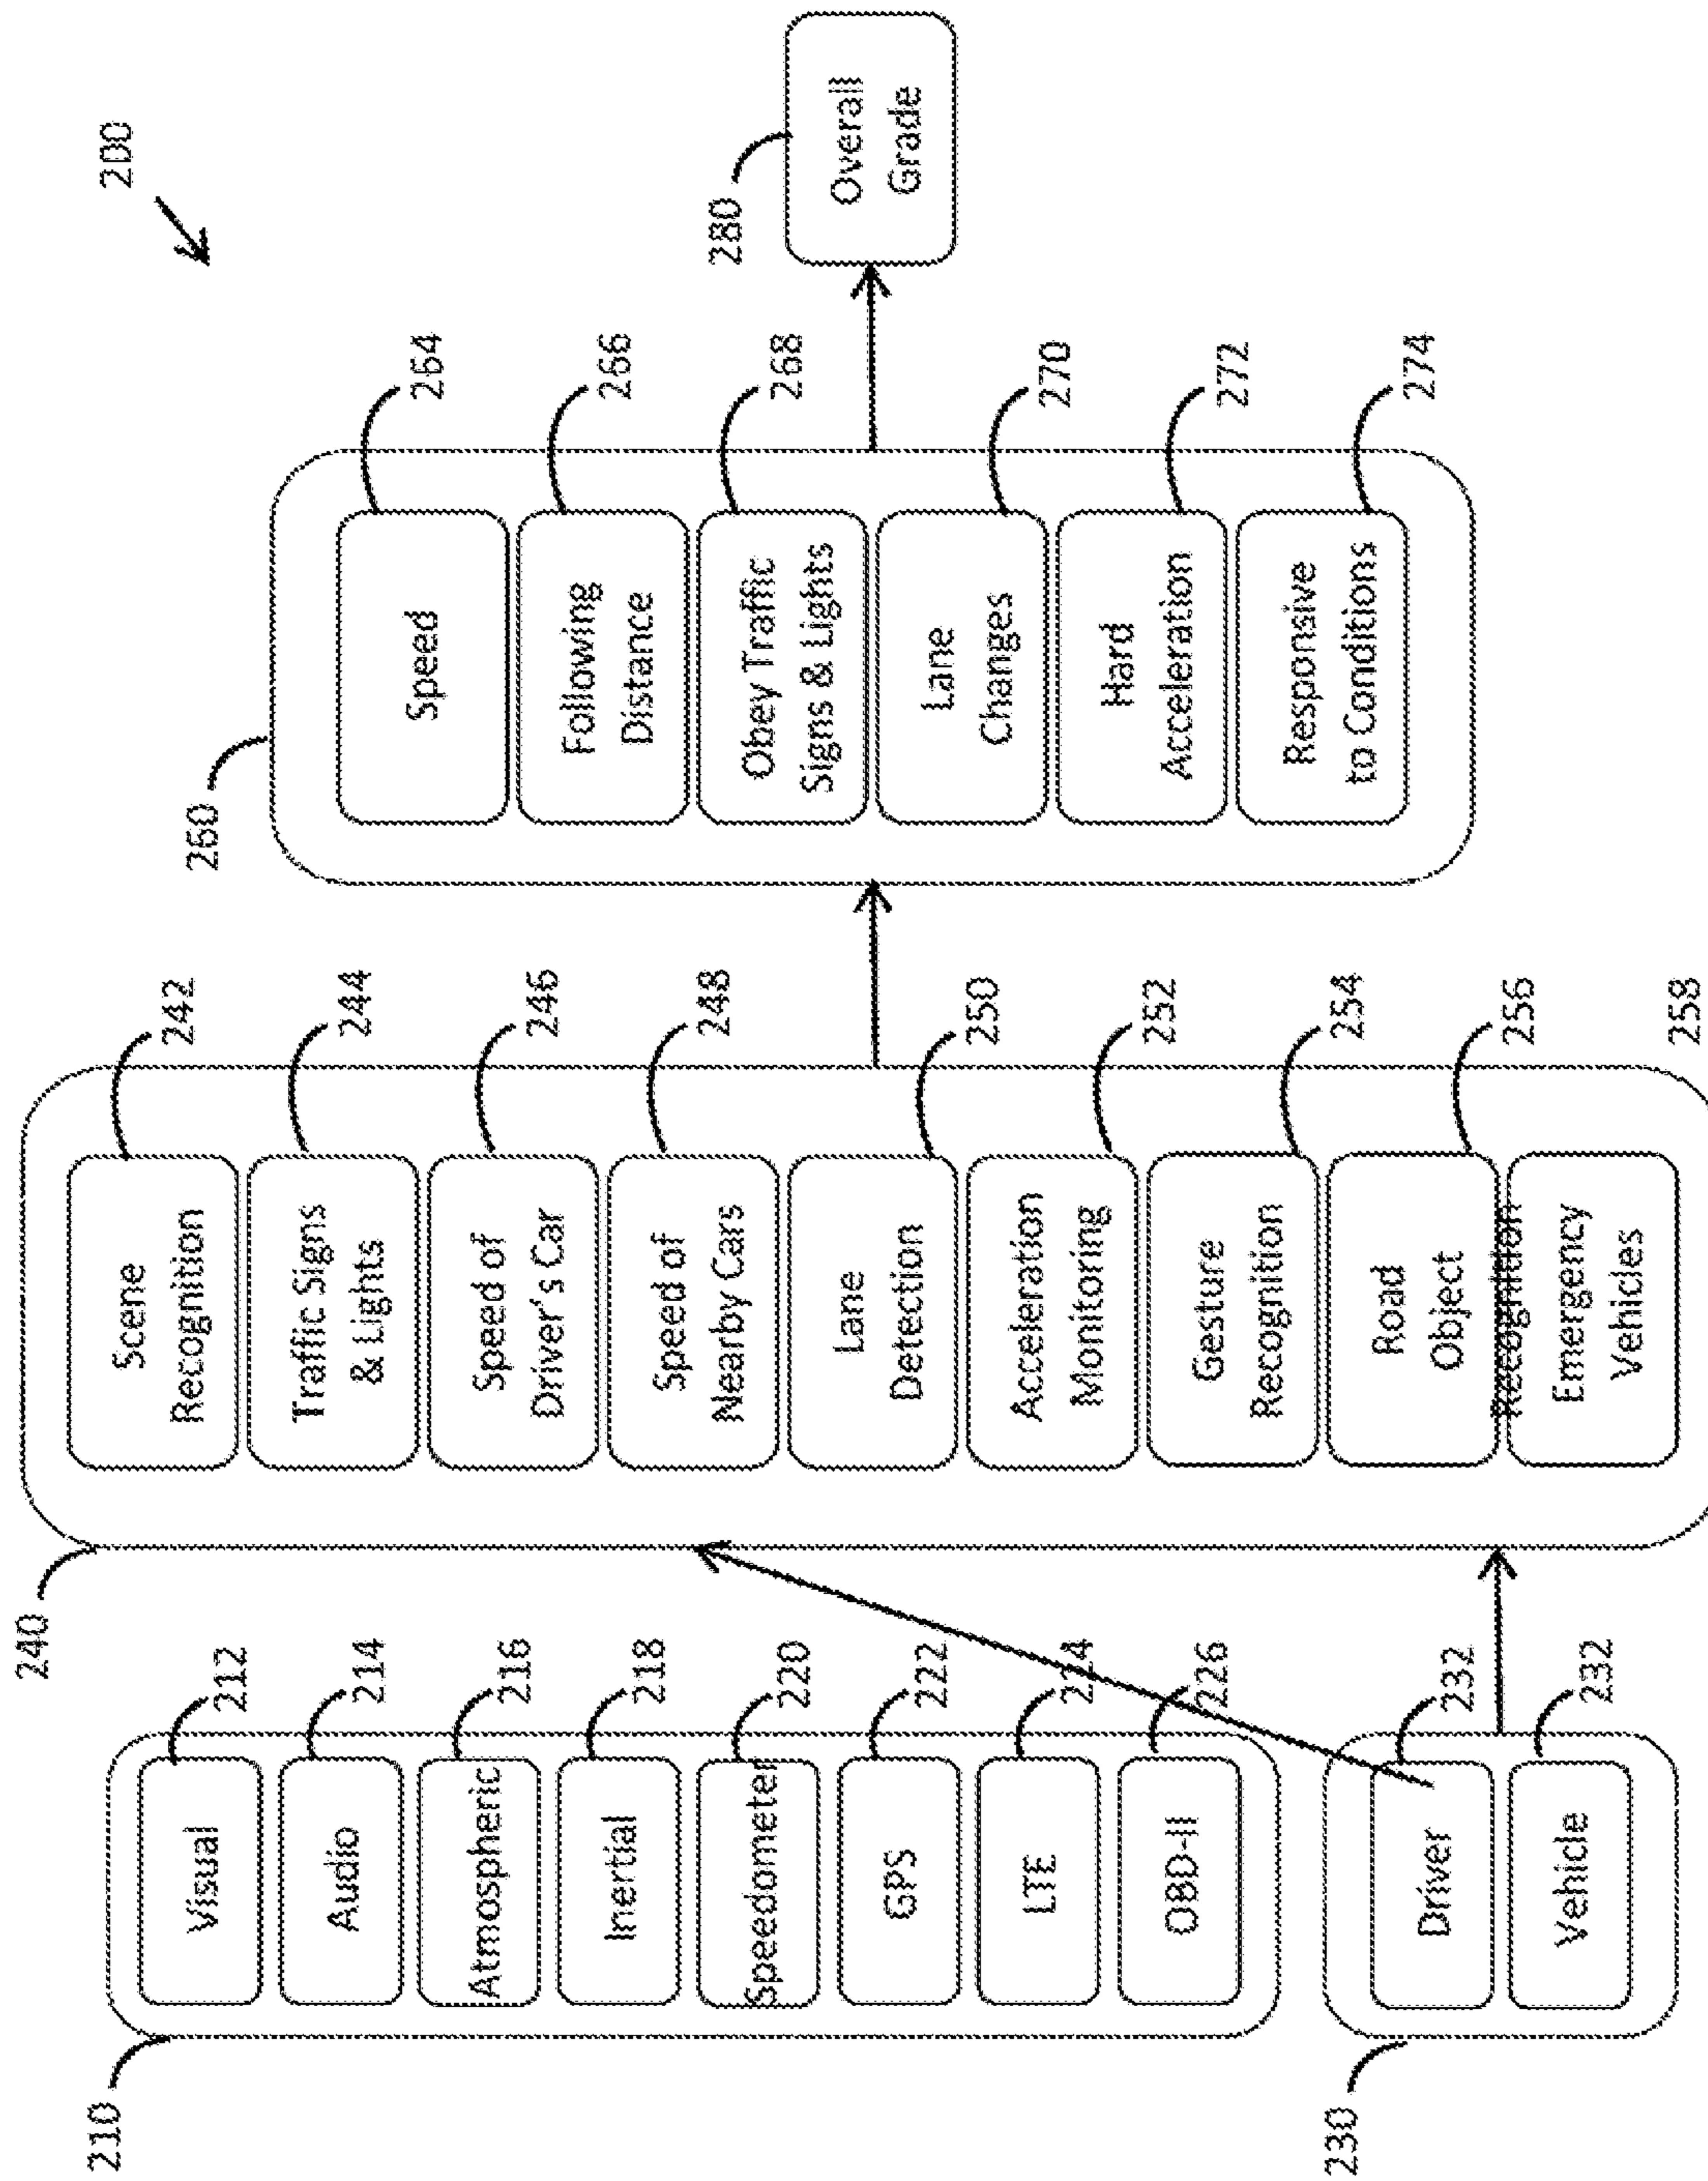 200
210
Visual
212
Audio
214
Atmospheric
216
Inertial
218
Speedometer
220
GPS
222
LTE
224
OBD-II
226
230
Driver
232
Vehicle
232
240
Scene
Recognition
242
Traffic Signs
& Lights
244
Speed of
Driver's Car
246
Speed of
Nearby Cars
248
Lane
Detection
250
Acceleration
Monitoring
252
Gesture
Recognition
254
Road
Object
Recognition
256
Emergency
Vehicles
258
260
Speed
264
Following
Distance
266
Obey Traffic
Signs & Lights
268
Lane
Changes
270
Hard
Acceleration
272
Responsive
to Conditions
274
280
Overall
Grade